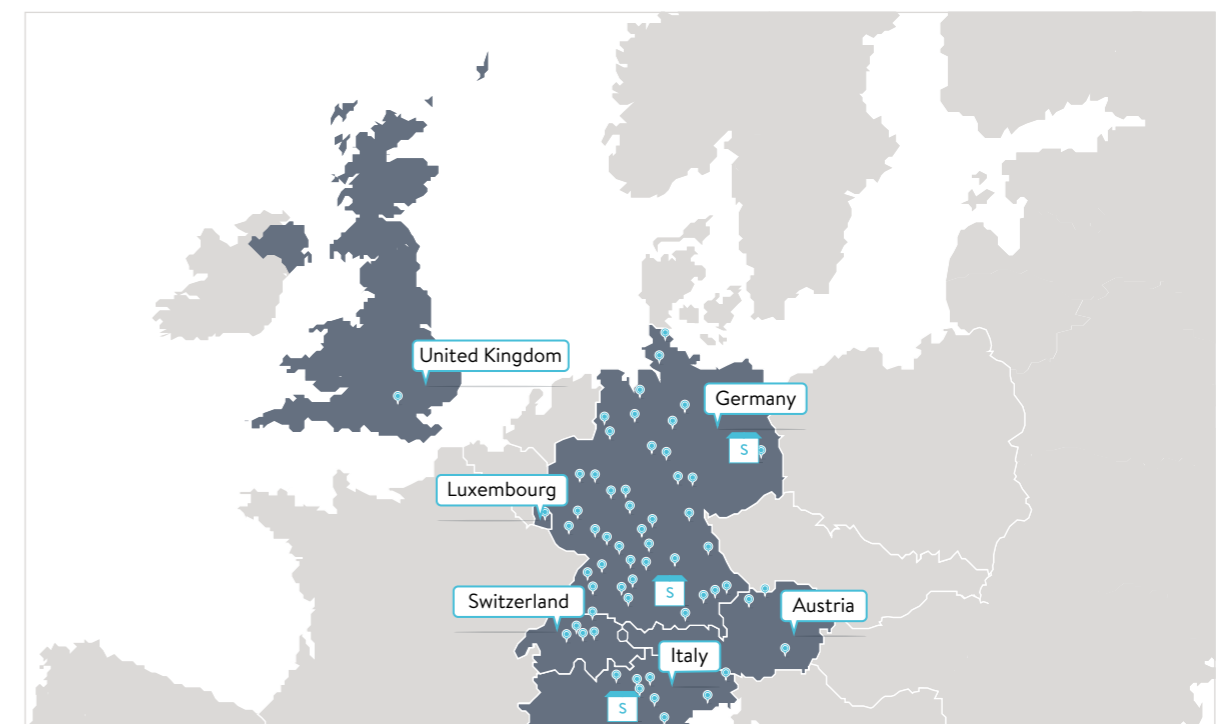 United Kingdom
Germany
S
Luxembourg
S
Switzerland
Austria
Italy
S